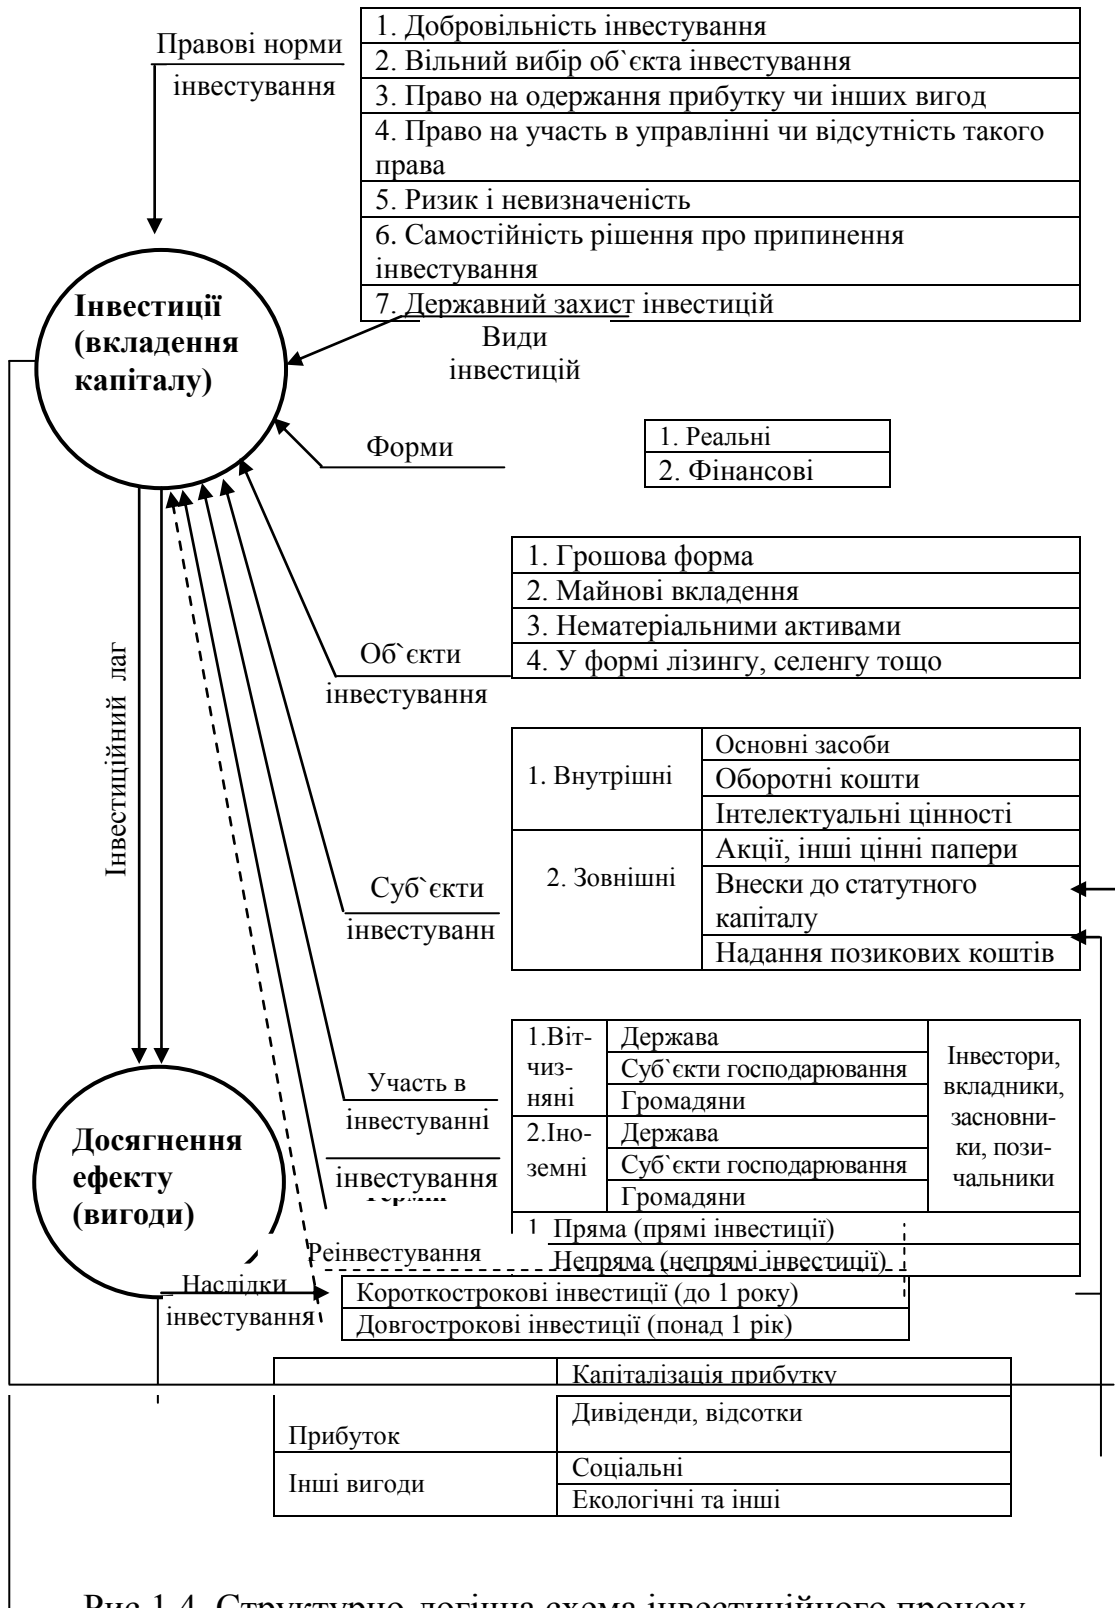 Правові норми
інвестування
1. Добровільність інвестування
2. Вільний вибір об`єкта інвестування
3. Право на одержання прибутку чи інших вигод
4. Право на участь в управлінні чи відсутність такого
права
5. Ризик і невизначеність
6. Самостійність рішення про припинення
інвестування
7. Державний захист інвестицій
Інвестиції
(вкладення
капіталу)
Види
інвестицій
Форми
1. Реальні
2. Фінансові
1. Грошова форма
2. Майнові вкладення
3. Нематеріальними активами
4. У формі лізингу, селенгу тощо
Об`єкти
інвестування
Інвестиційний лаг
1. Внутрішні
Основні засоби
Оборотні кошти
Інтелектуальні цінності
2. Зовнішні
Акції, інші цінні папери
Внески до статутного
капіталу
Надання позикових коштів
Суб`єкти
інвестуванн
1.Віт-
чиз-
няні
Держава
Суб`єкти господарювання
Громадяни
2.Іно-
земні
Держава
Суб`єкти господарювання
Громадяни
Інвестори,
вкладники,
засновни-
ки, пози-
чальники
Участь в
інвестуванні
інвестування
Досягнення
ефекту
(вигоди)
1 Пряма (прямі інвестиції)
Непряма (непрямі інвестиції)
Реінвестування
Наслідки
інвестування
Короткострокові інвестиції (до 1 року)
Довгострокові інвестиції (понад 1 рік)
Капіталізація прибутку
Прибуток
Дивіденди, відсотки
Інші вигоди
Соціальні
Екологічні та інші
Рис.1.4. Структурно-логічна схема інвестиційного процесу